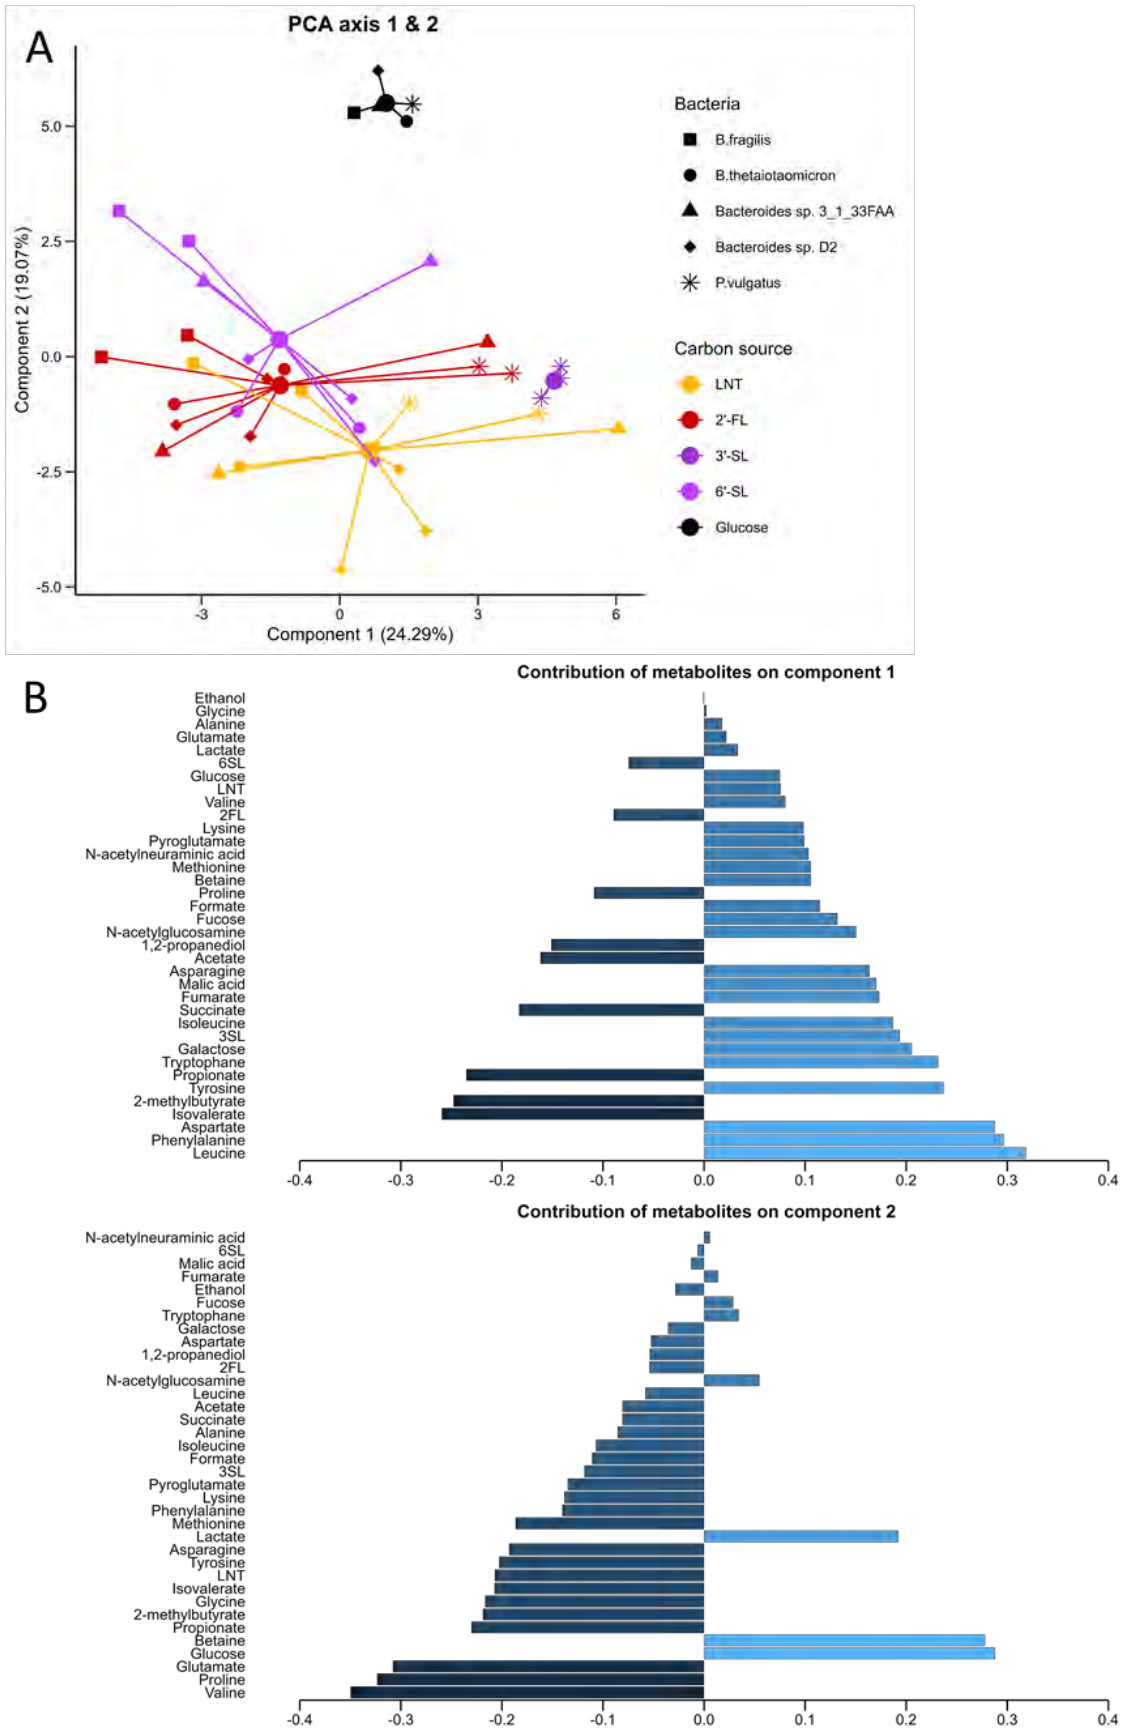 A
PCA axis 1 & 2
Component 2 (19.07%)
5.0
2.5
0.0
-2.5
-5.0
-3
0
3
6
Component 1 (24.29%)
Bacteria
B.fragilis
B.thetaiotaomicron
Bacteroides sp. 3_1_33FAA
Bacteroides sp. D2
P.vulgatus
Carbon source
LNT
2'-FL
3'-SL
6'-SL
Glucose
B
Contribution of metabolites on component 1
Ethanol
Glycine
Alanine
Glutamate
Lactate
6SL
Glucose
LNT
Valine
2FL
Lysine
Pyroglutamate
N-acetylneuraminic acid
Methionine
Betaine
Proline
Formate
Fucose
N-acetylglucosamine
1,2-propanediol
Acetate
Asparagine
Malic acid
Fumarate
Succinate
Isoleucine
3SL
Galactose
Tryptophane
Propionate
Tyrosine
2-methylbutyrate
Isovalerate
Aspartate
Phenylalanine
Leucine
-0.4 -0.3 -0.2 -0.1 0.0 0.1 0.2 0.3 0.4
Contribution of metabolites on component 2
N-acetylneuraminic acid
6SL
Malic acid
Fumarate
Ethanol
Fucose
Tryptophane
Galactose
Aspartate
1,2-propanediol
2FL
N-acetylglucosamine
Leucine
Acetate
Succinate
Alanine
Isoleucine
Formate
3SL
Pyroglutamate
Lysine
Phenylalanine
Methionine
Lactate
Asparagine
Tyrosine
LNT
Isovalerate
Glycine
2-methylbutyrate
Propionate
Betaine
Glucose
Glutamate
Proline
Valine
-0.4 -0.3 -0.2 -0.1 0.0 0.1 0.2 0.3 0.4